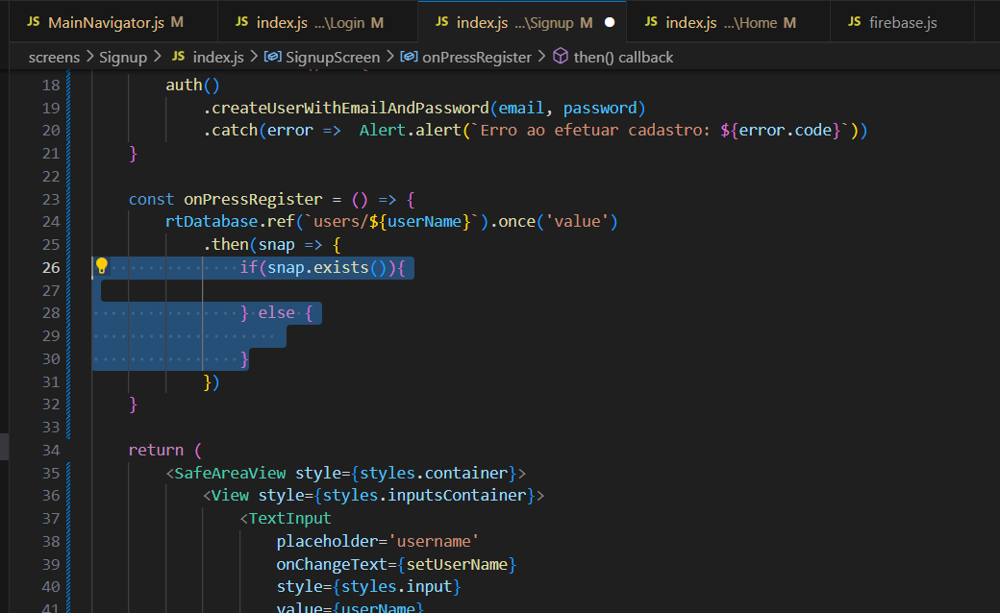 JS MainNavigator.js M JS index.js ...\Login M JS index.js ...\Signup M JS index.js ...\Home M JS firebase.js
screens > Signup > JS index.js > SignupScreen > onPressRegister > then() callback
18 auth()
19 .createUserWithEmailAndPassword(email, password)
20 .catch(error => Alert.alert(`Erro ao efetuar cadastro: ${error.code}`))
21 }
22
23 const onPressRegister = () => {
24 rtDatabase.ref(`users/${userName}`).once('value')
25 .then(snap => {
26 if(snap.exists()){
27
28 } else {
29
30 }
31 })
32 }
33
34 return (
35 <SafeAreaView style={styles.container}>
36 <View style={styles.inputsContainer}>
37 <TextInput
38 placeholder='username'
39 onChangeText={setUserName}
40 style={styles.input}
41 value={userName}